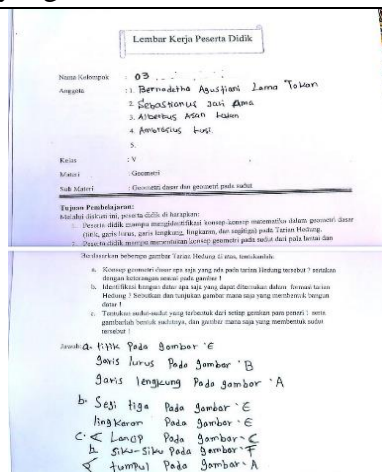 Lembar Kerja Peserta Didik
Nama Kelompok : 03
Anggota : 1. Bernadetha Agustiani Lama Tokan
2. Sebastianus Jari Ama
3. Albertus Asan Laken
4. Ambrosius Lusi
5.
Kelas : V
Materi : Geometri
Sub Materi : Geometri dasar dan geometri pada sudut
Tujuan Pembelajaran:
Melalui diskusi ini, peserta didik di harapkan:
1. Peserta didik mampu mengidentifikasi konsep-konsep matematika dalam geometri dasar
(titik, garis lurus, garis lengkung, lingkaran, dan segitiga) pada Tarian Hedung.
2. Peserta didik mampu menentukan konsep geometri pada sudut dari pola lantai dan
Berdasarkan beberapa gambar Tarian Hedung di atas, tentukanlah:
a. Konsep geometri dasar apa saja yang ada pada tarian Hedung tersebut ? sertakan
dengan keterangan sesuai pada gambar !
b. Identifikasi bangun datar apa saja yang dapat ditemukan dalam formasi tarian
Hedung ? Sebutkan dan tunjukan gambar mana saja yang membentuk bangun
datar !
c. Tentukan sudut-sudut yang terbentuk dari setiap gambar para penari ! serta
gambarlah bentuk sudutnya, dan gambar mana saja yang membentuk sudut
tersebut !
Jawab: a. titik Pada gambar E
garis lurus Pada gambar B
garis lengkung Pada gambar A
b. Segi tiga Pada gambar E
lingkaran Pada gambar E
c. < Lancip Pada gambar C
Siku-siku Pada gambar F
tumpul Pada gambar A